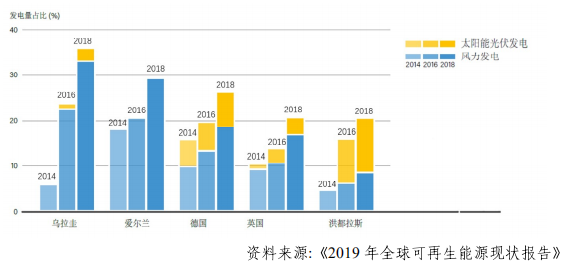 发电量占比 (%)
40
30
20
10
0
2014 2016 2018
2014 2016 2018
2014 2016 2018
2014 2016 2018
2014 2016 2018
乌拉圭 爱尔兰 德国 英国 洪都拉斯
太阳能光伏发电
2014 2016 2018 风力发电
资料来源:《2019 年全球可再生能源现状报告》